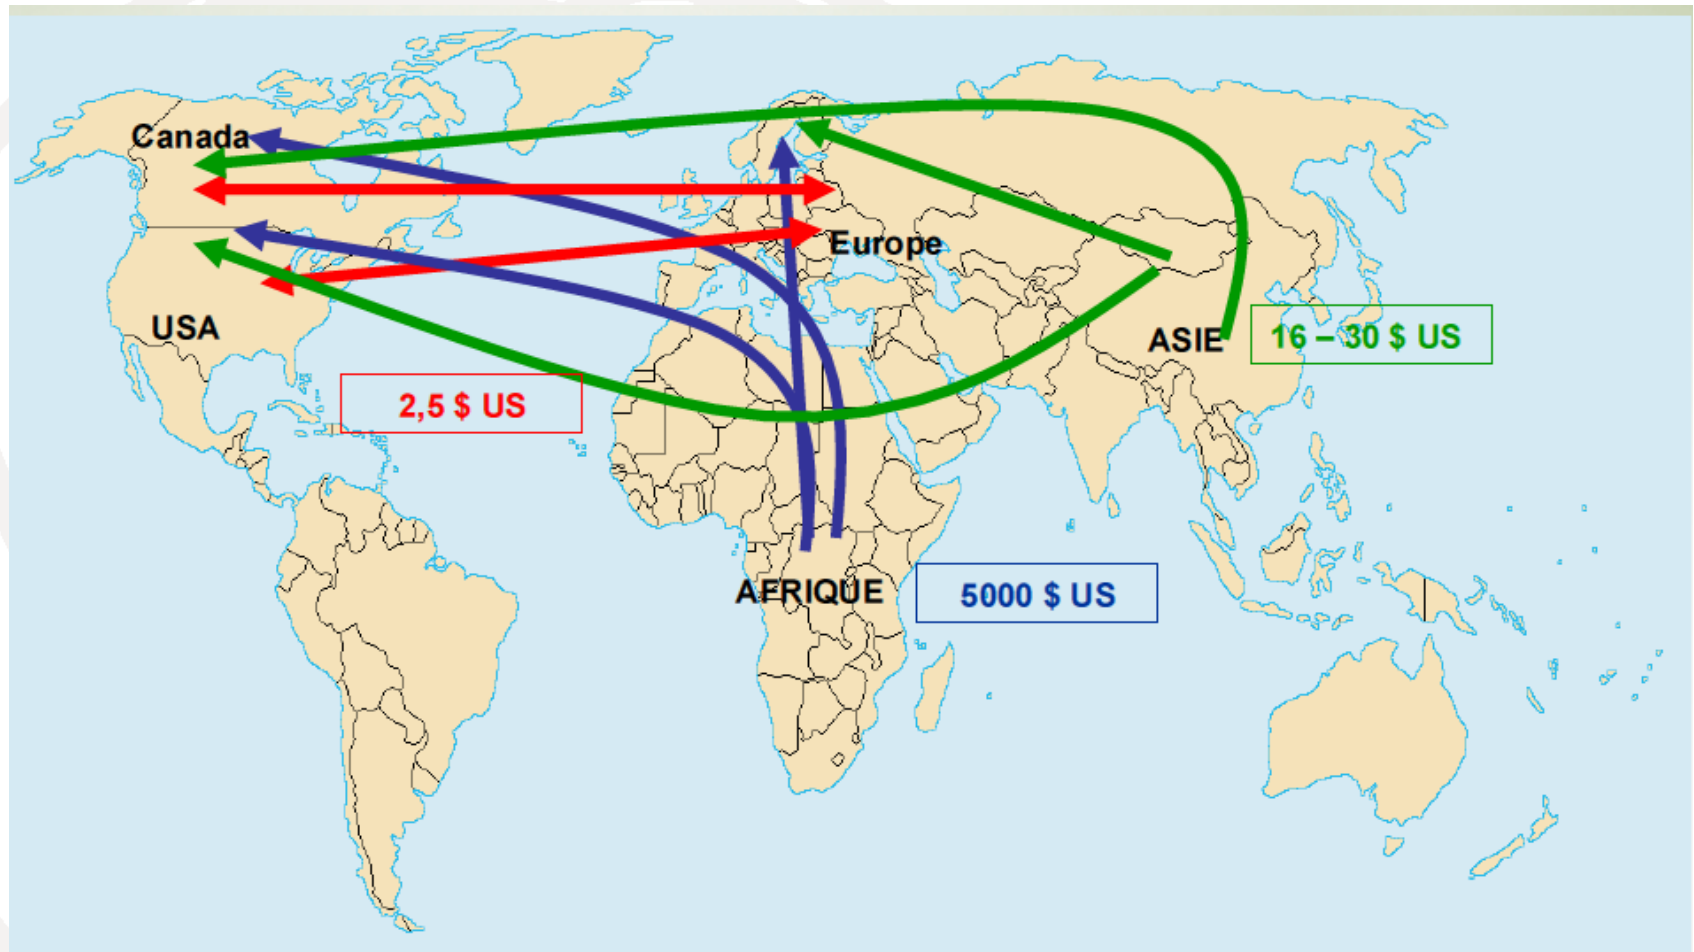 Canada
Europe
USA
ASIE
16 – 30 $ US
2,5 $ US
AFRIQUE
5000 $ US